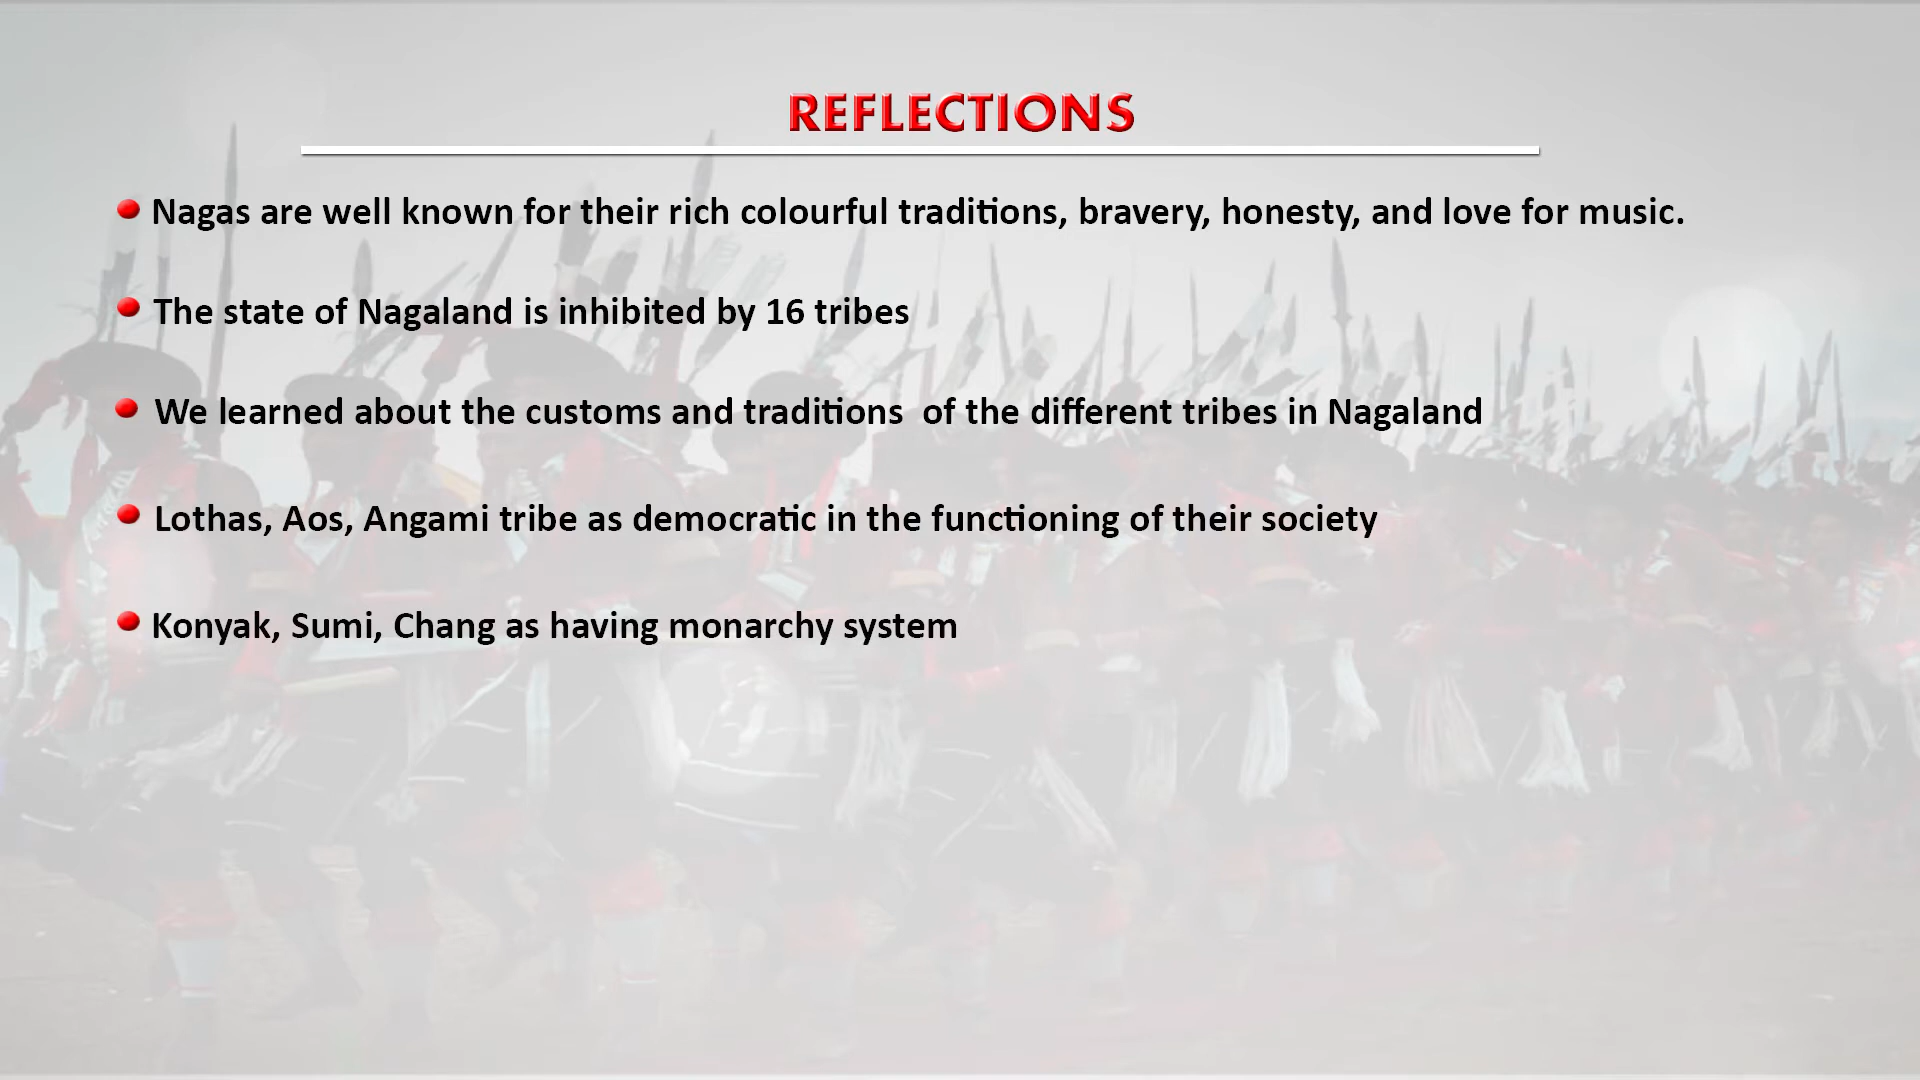 REFLECTIONS
Nagas are well known for their rich colourful traditions, bravery, honesty, and love for music.
The state of Nagaland is inhibited by 16 tribes
We learned about the customs and traditions  of the different tribes in Nagaland
Lothas, Aos, Angami tribe as democratic in the functioning of their society
Konyak, Sumi, Chang as having monarchy system